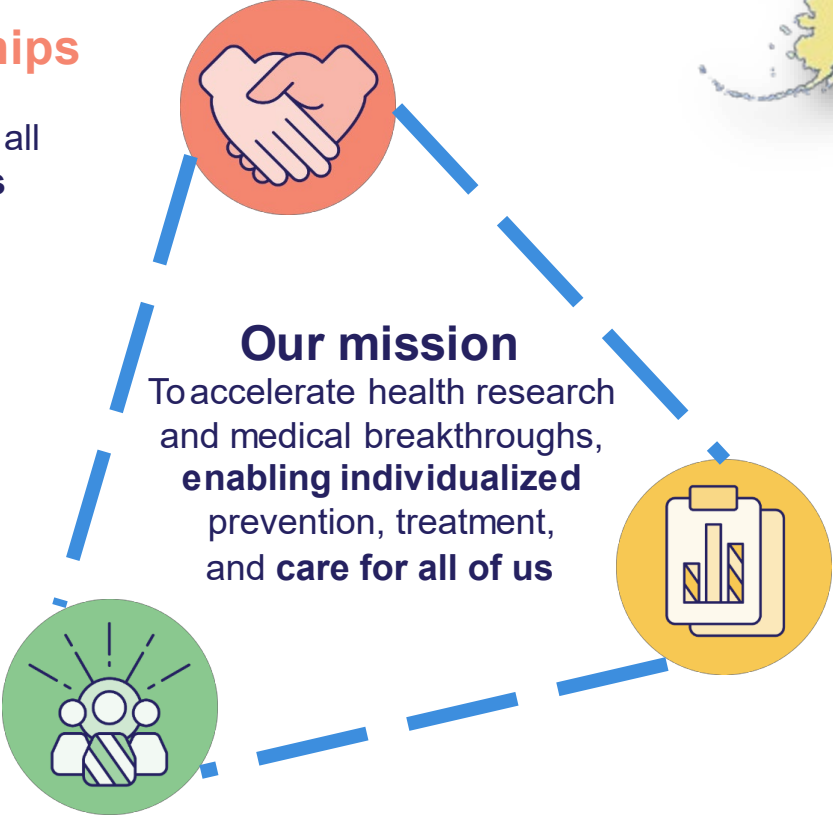 hips
all
s
Our mission
To accelerate health research
and medical breakthroughs,
enabling individualized
prevention, treatment,
and care for all of us